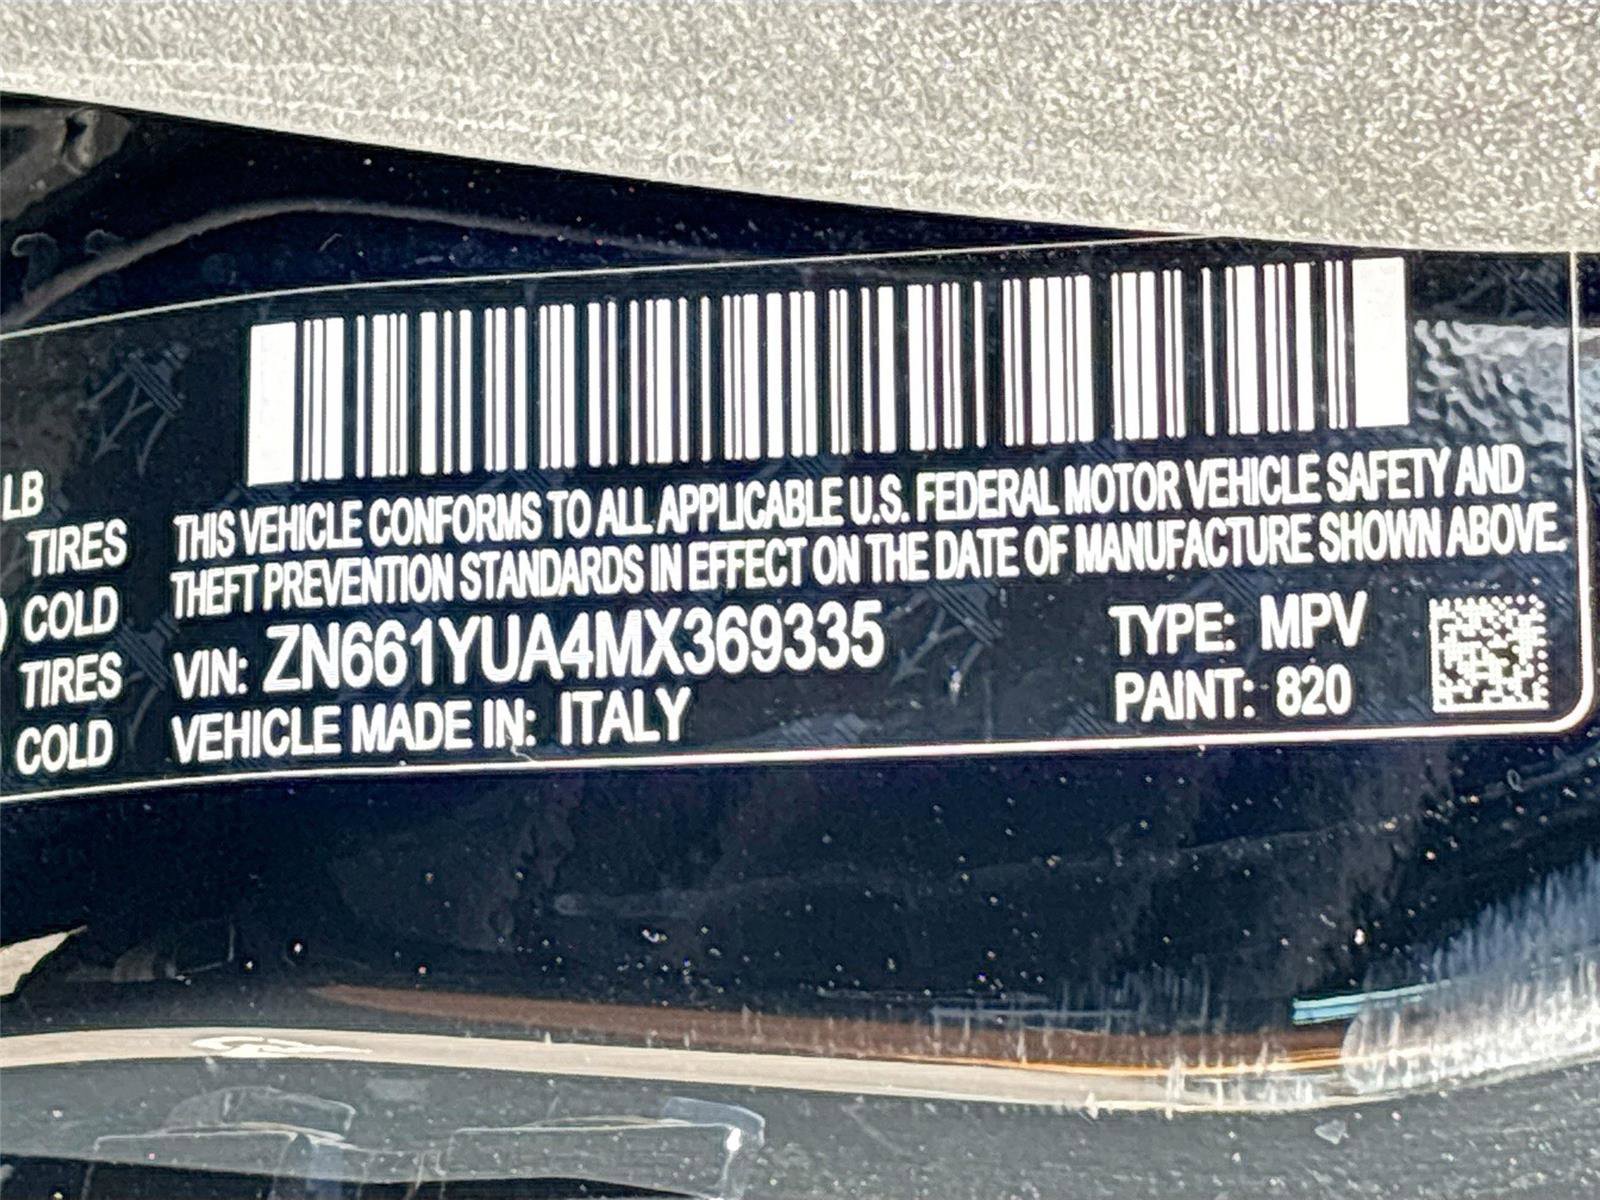 LB
TIRES
) COLD
TIRES
) COLD
THIS VEHICLE CONFORMS TO ALL APPLICABLE U.S. FEDERAL MOTOR VEHICLE SAFETY AND
THEFT PREVENTION STANDARDS IN EFFECT ON THE DATE OF MANUFACTURE SHOWN ABOVE.
VIN: ZN661YUA4MX369335
VEHICLE MADE IN: ITALY
TYPE: MPV
PAINT: 820